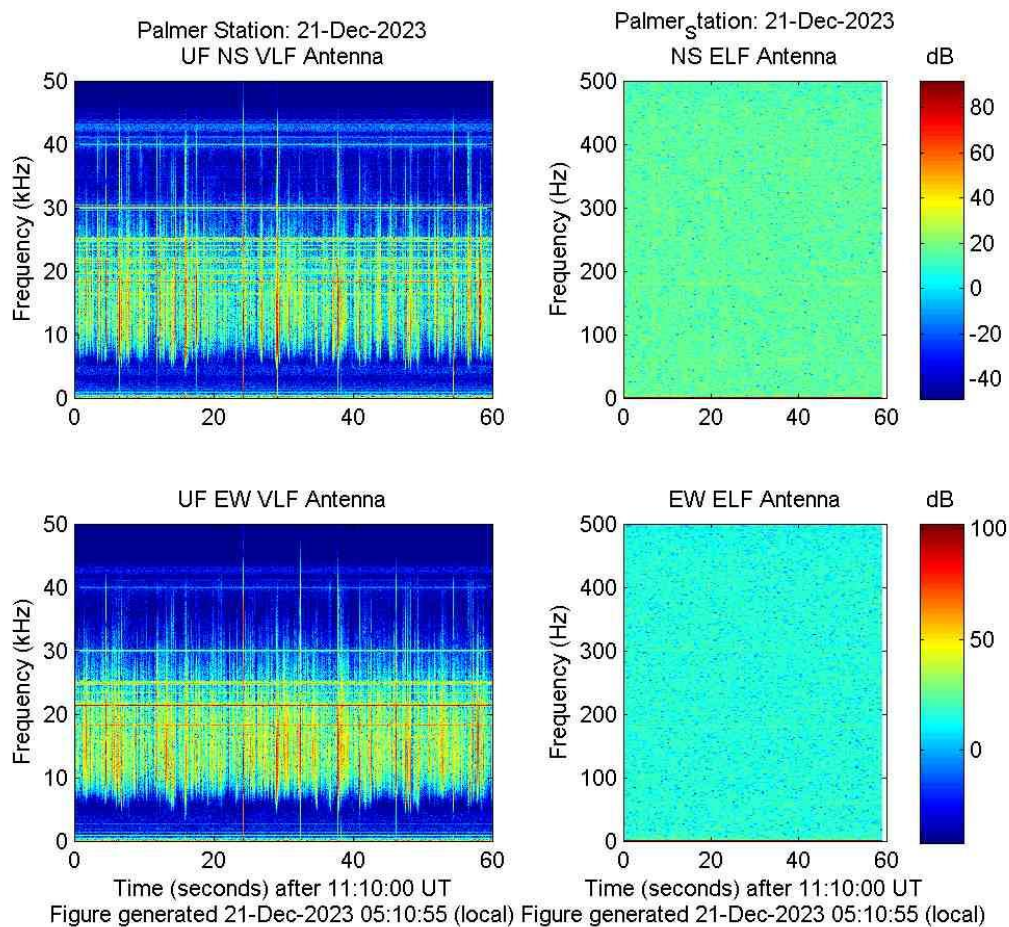 Palmer Station: 21-Dec-2023
UF NS VLF Antenna
50
40
30
20
10
0
Frequency (kHz)
0 20 40 60
Palmerstation: 21-Dec-2023
NS ELF Antenna
500
400
300
200
100
0
Frequency (Hz)
0 20 40 60
dB
80
60
40
20
0
-20
-40
UF EW VLF Antenna
50
40
30
20
10
0
Frequency (kHz)
0 20 40 60
Time (seconds) after 11:10:00 UT
Figure generated 21-Dec-2023 05:10:55 (local)
EW ELF Antenna
500
400
300
200
100
0
Frequency (Hz)
0 20 40 60
Time (seconds) after 11:10:00 UT
Figure generated 21-Dec-2023 05:10:55 (local)
dB
100
50
0